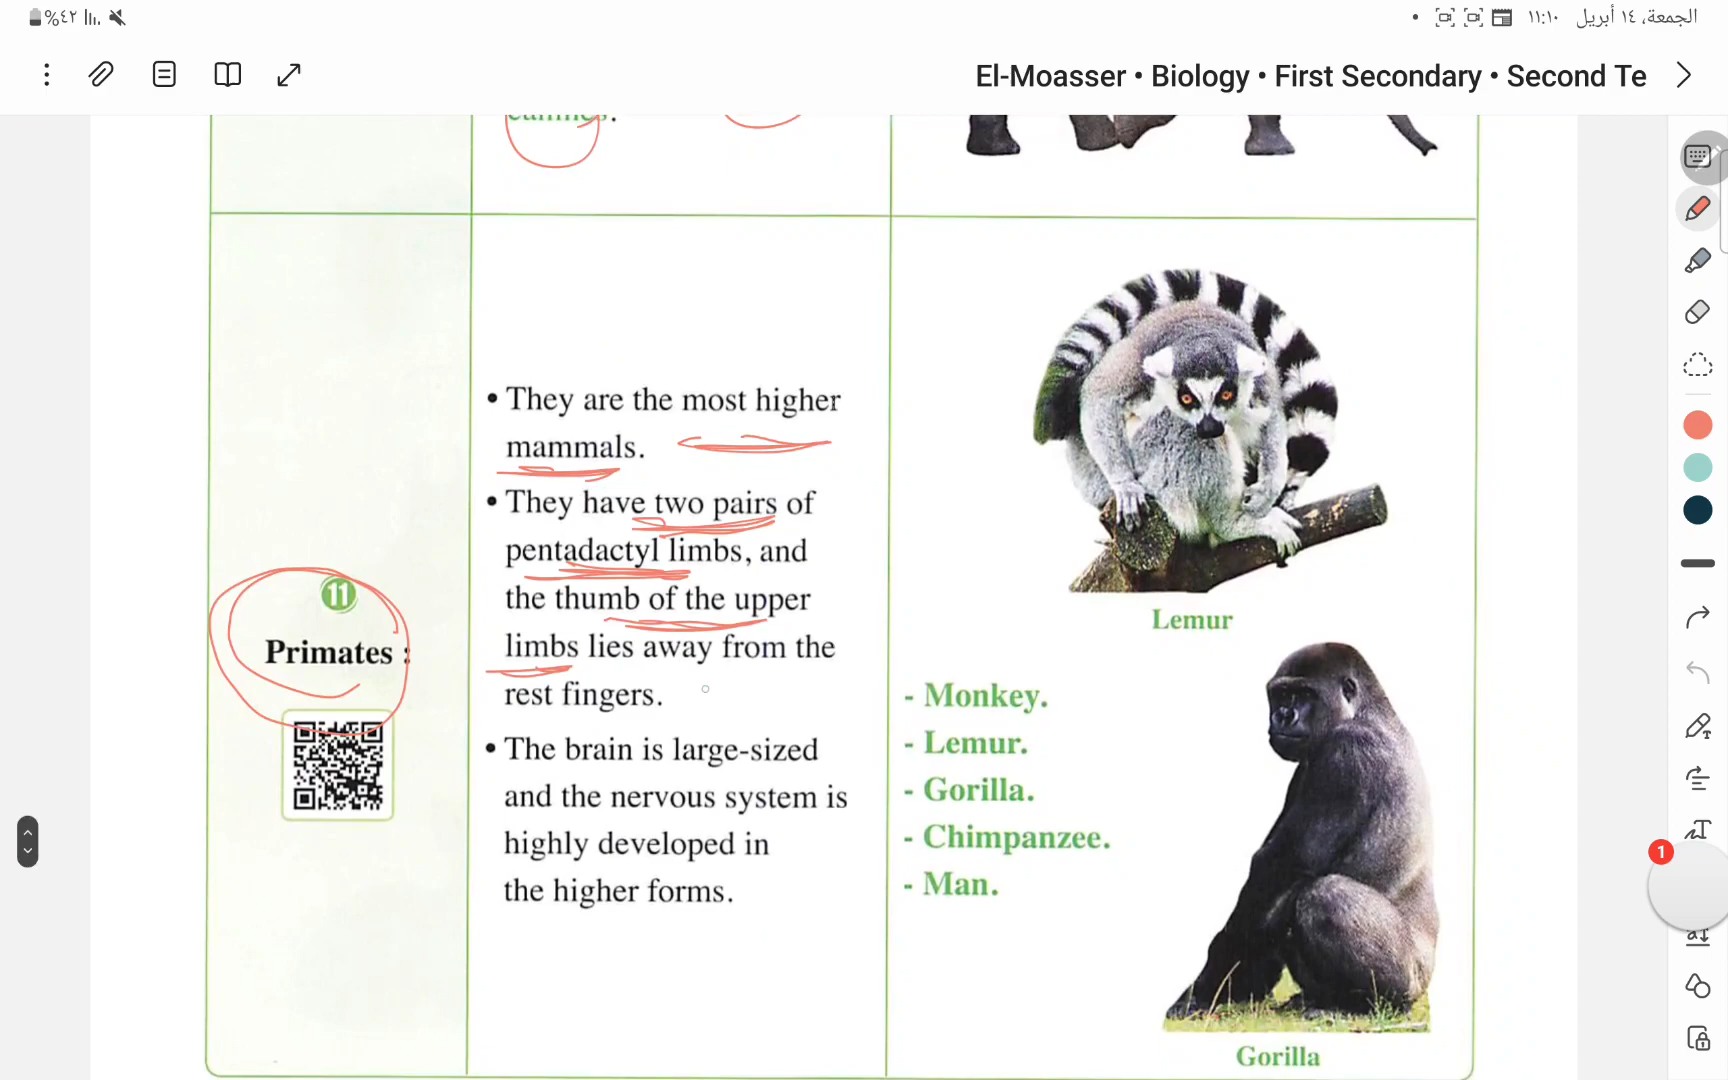 %٤٢
١١:١٠ الجمعة، ١٤ أبريل
El-Moasser • Biology • First Secondary • Second Te
11
Primates :
• They are the most higher
mammals.
• They have two pairs of
pentadactyl limbs, and
the thumb of the upper
limbs lies away from the
rest fingers.
• The brain is large-sized
and the nervous system is
highly developed in
the higher forms.
Lemur
- Monkey.
- Lemur.
- Gorilla.
- Chimpanzee.
- Man.
Gorilla
1